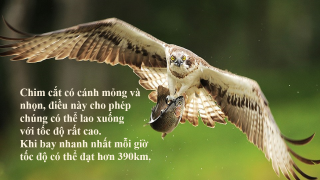 Chim cắt có cánh mỏng và
nhọn, điều này cho phép
chúng có thể lao xuống
với tốc độ rất cao.
Khi bay nhanh nhất mỗi giờ
tốc độ có thể đạt hơn 390km.